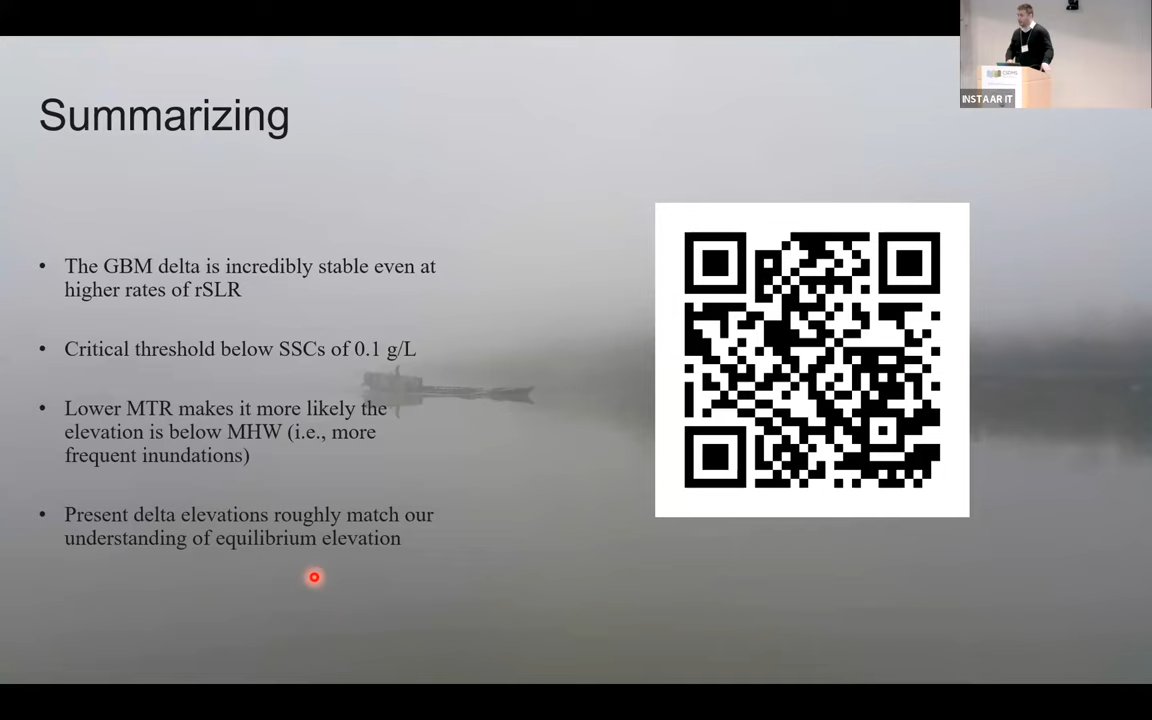 Summarizing
• The GBM delta is incredibly stable even at
higher rates of rSLR
• Critical threshold below SSCs of 0.1 g/L
• Lower MTR makes it more likely the
elevation is below MHW (i.e., more
frequent inundations)
• Present delta elevations roughly match our
understanding of equilibrium elevation
CSDMS
INSTAAR IT